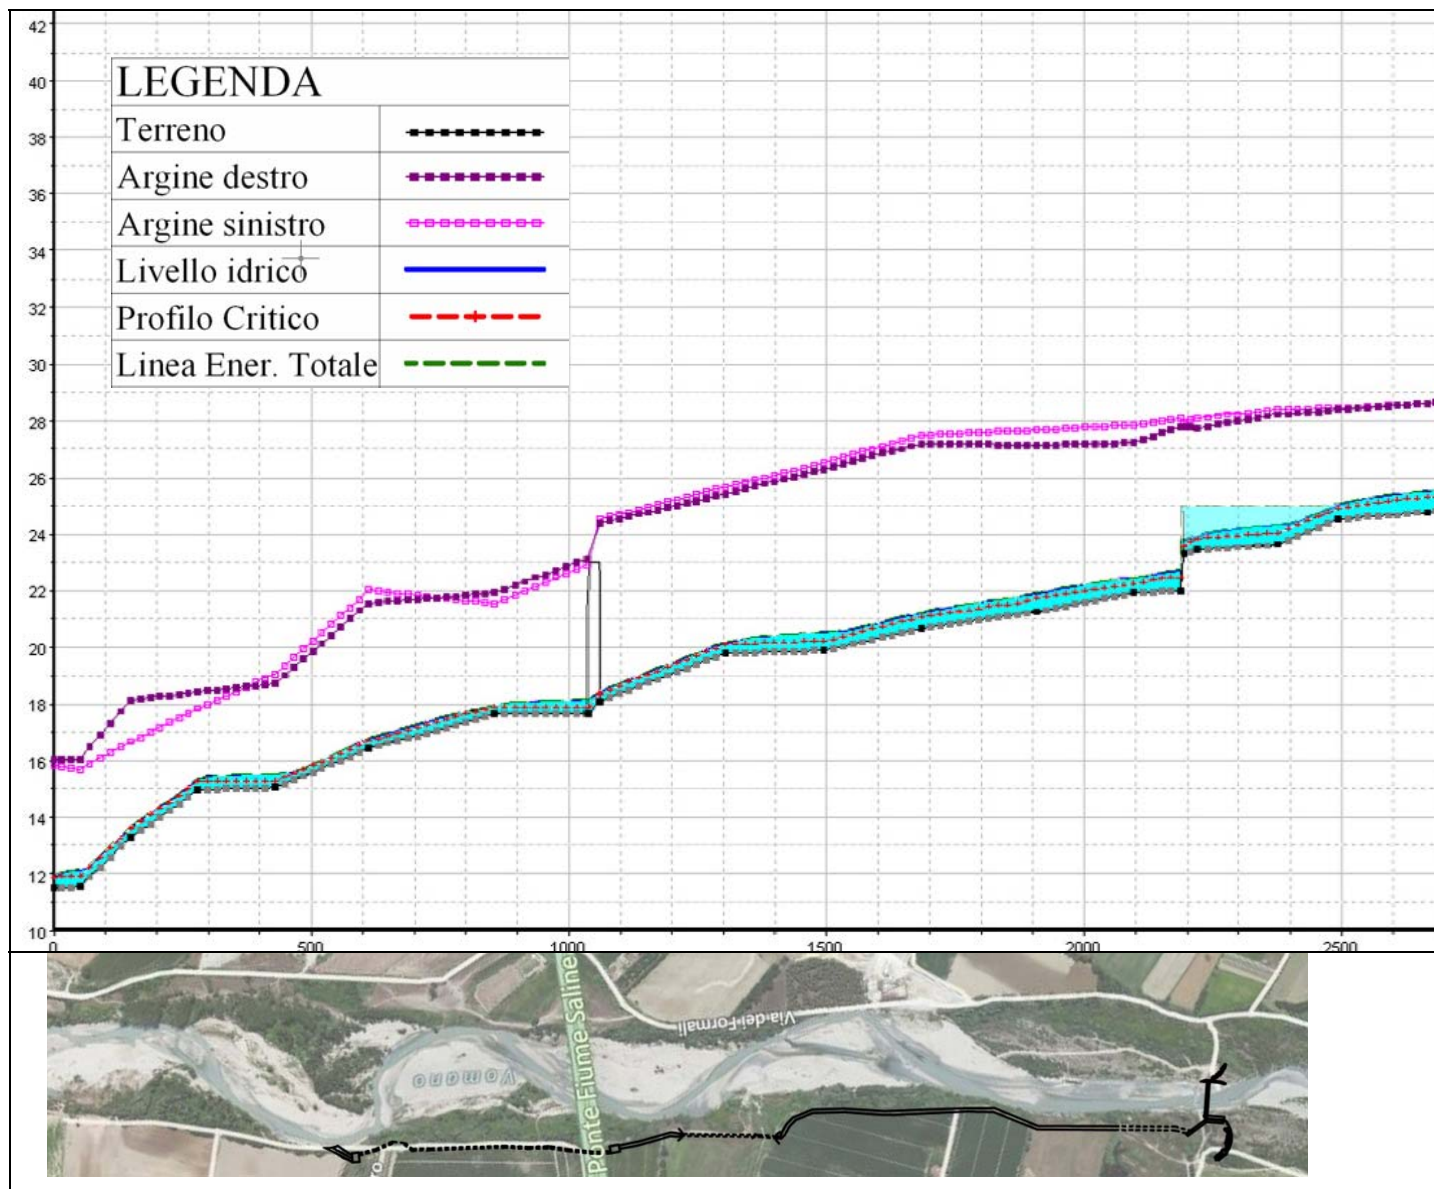 42
40
38
36
34
32
30
28
26
24
22
20
18
16
14
12
10
LEGENDA
Terreno
Argine destro
Argine sinistro
Livello idrico
Profilo Critico
Linea Ener. Totale
0
500
1000
1500
2000
2500
Ponte Fiume Saline
Via dei Formali
Vomano
ro